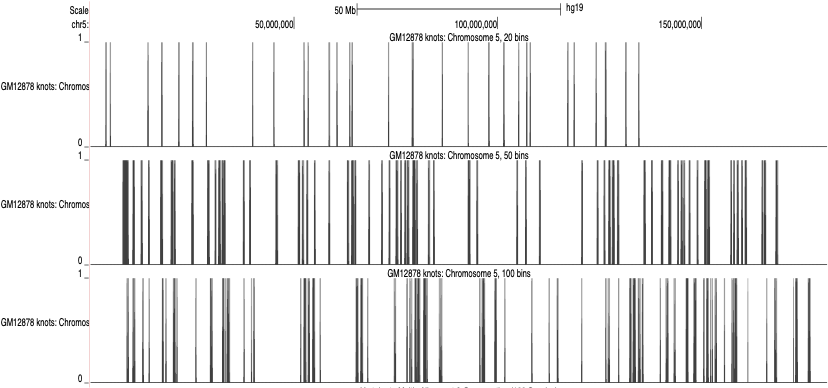 Scale 50 Mb hg19
chr5: 50,000,000 100,000,000 150,000,000
GM12878 knots: Chromosome 5, 20 bins
1
GM12878 knots: Chromos
0
GM12878 knots: Chromosome 5, 50 bins
1
GM12878 knots: Chromos
0
GM12878 knots: Chromosome 5, 100 bins
1
GM12878 knots: Chromos
0